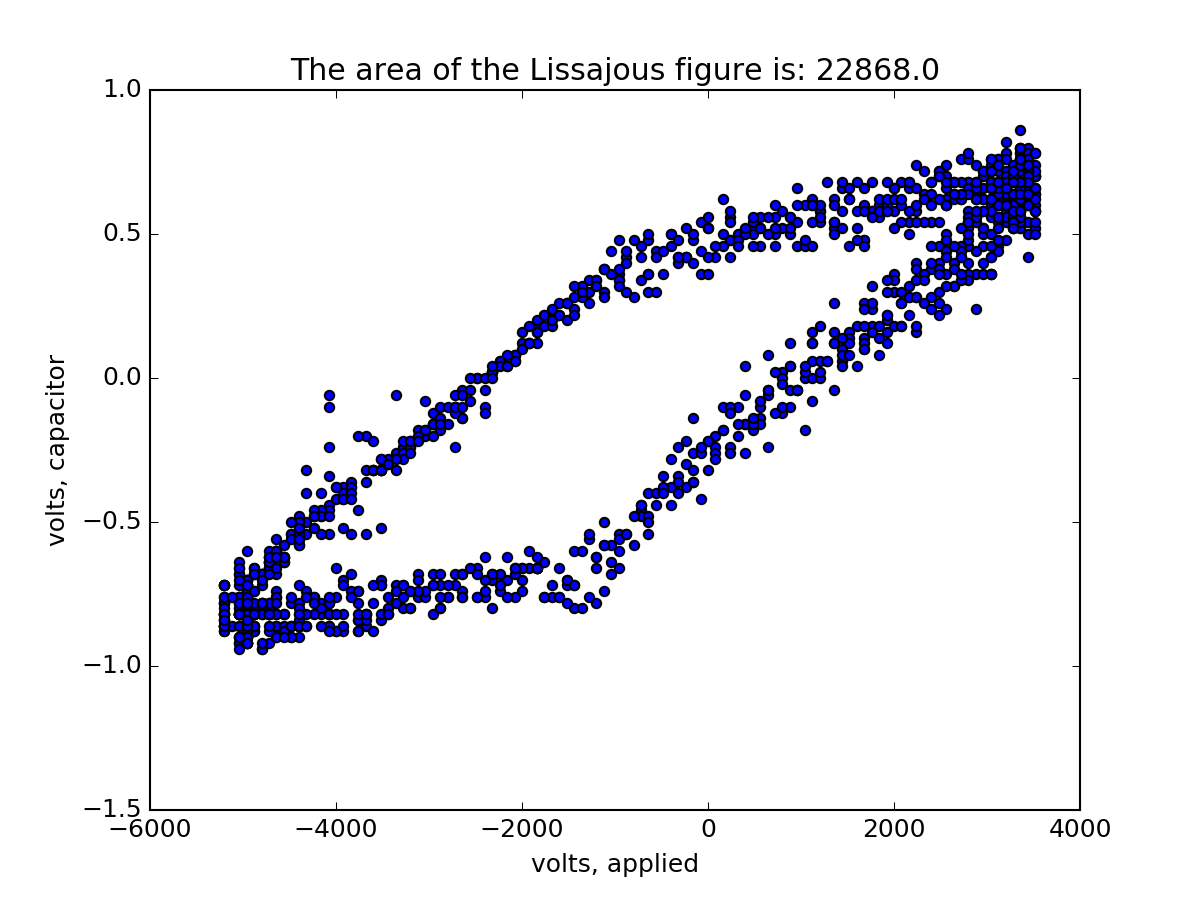 The area of the Lissajous figure is: 22868.0
1.0
0.5
0.0
−0.5
−1.0
−1.5
volts, capacitor
−6000 −4000 −2000 0 2000 4000
volts, applied